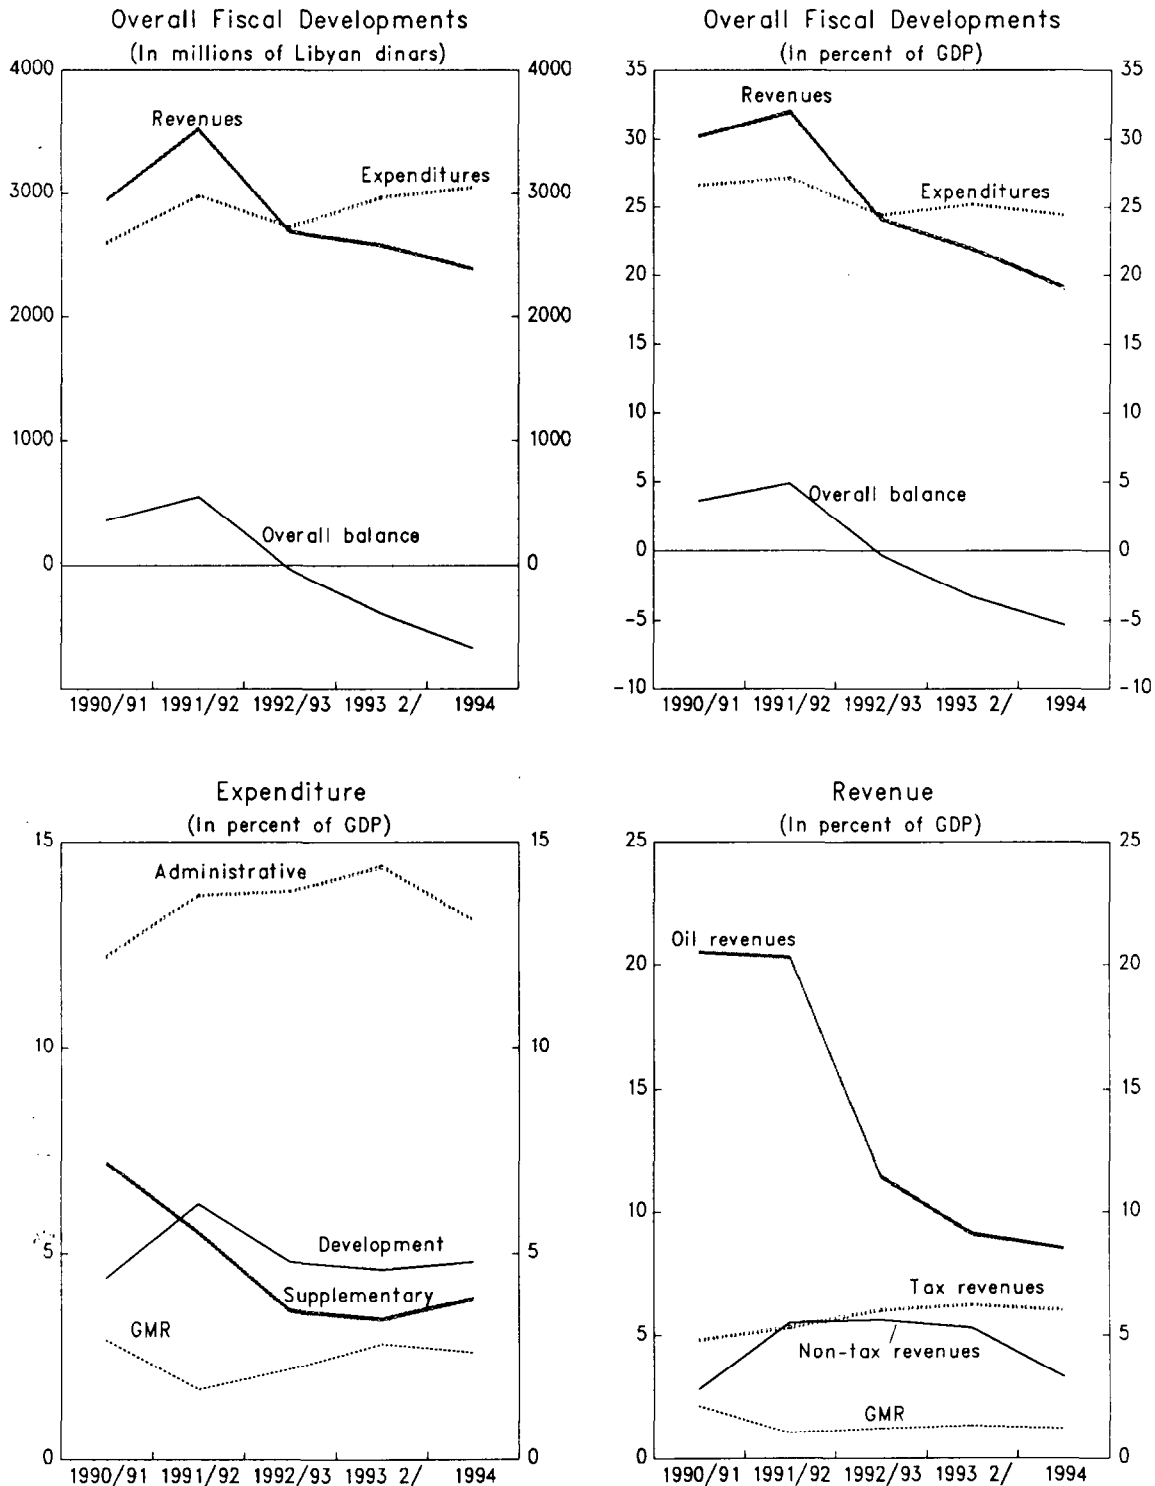 Overall Fiscal Developments
(In millions of Libyan dinars)
4000
4000
Revenues
Expenditures
3000
3000
2000
2000
1000
1000
Overall balance
0
0
1990/91 1991/92 1992/93 1993 2/ 1994
Overall Fiscal Developments
(In percent of GDP)
35
35
Revenues
30
30
Expenditures
25
25
20
20
15
15
10
10
5
5
Overall balance
0
0
-5
-5
-10
-10
1990/91 1991/92 1992/93 1993 2/ 1994
Expenditure
(In percent of GDP)
15
15
Administrative
10
10
Development
5
5
Supplementary
GMR
0
0
1990/91 1991/92 1992/93 1993 2/ 1994
Revenue
(In percent of GDP)
25
25
Oil revenues
20
20
15
15
10
10
Tax revenues
5
5
Non-tax revenues
GMR
0
0
1990/91 1991/92 1992/93 1993 2/ 1994